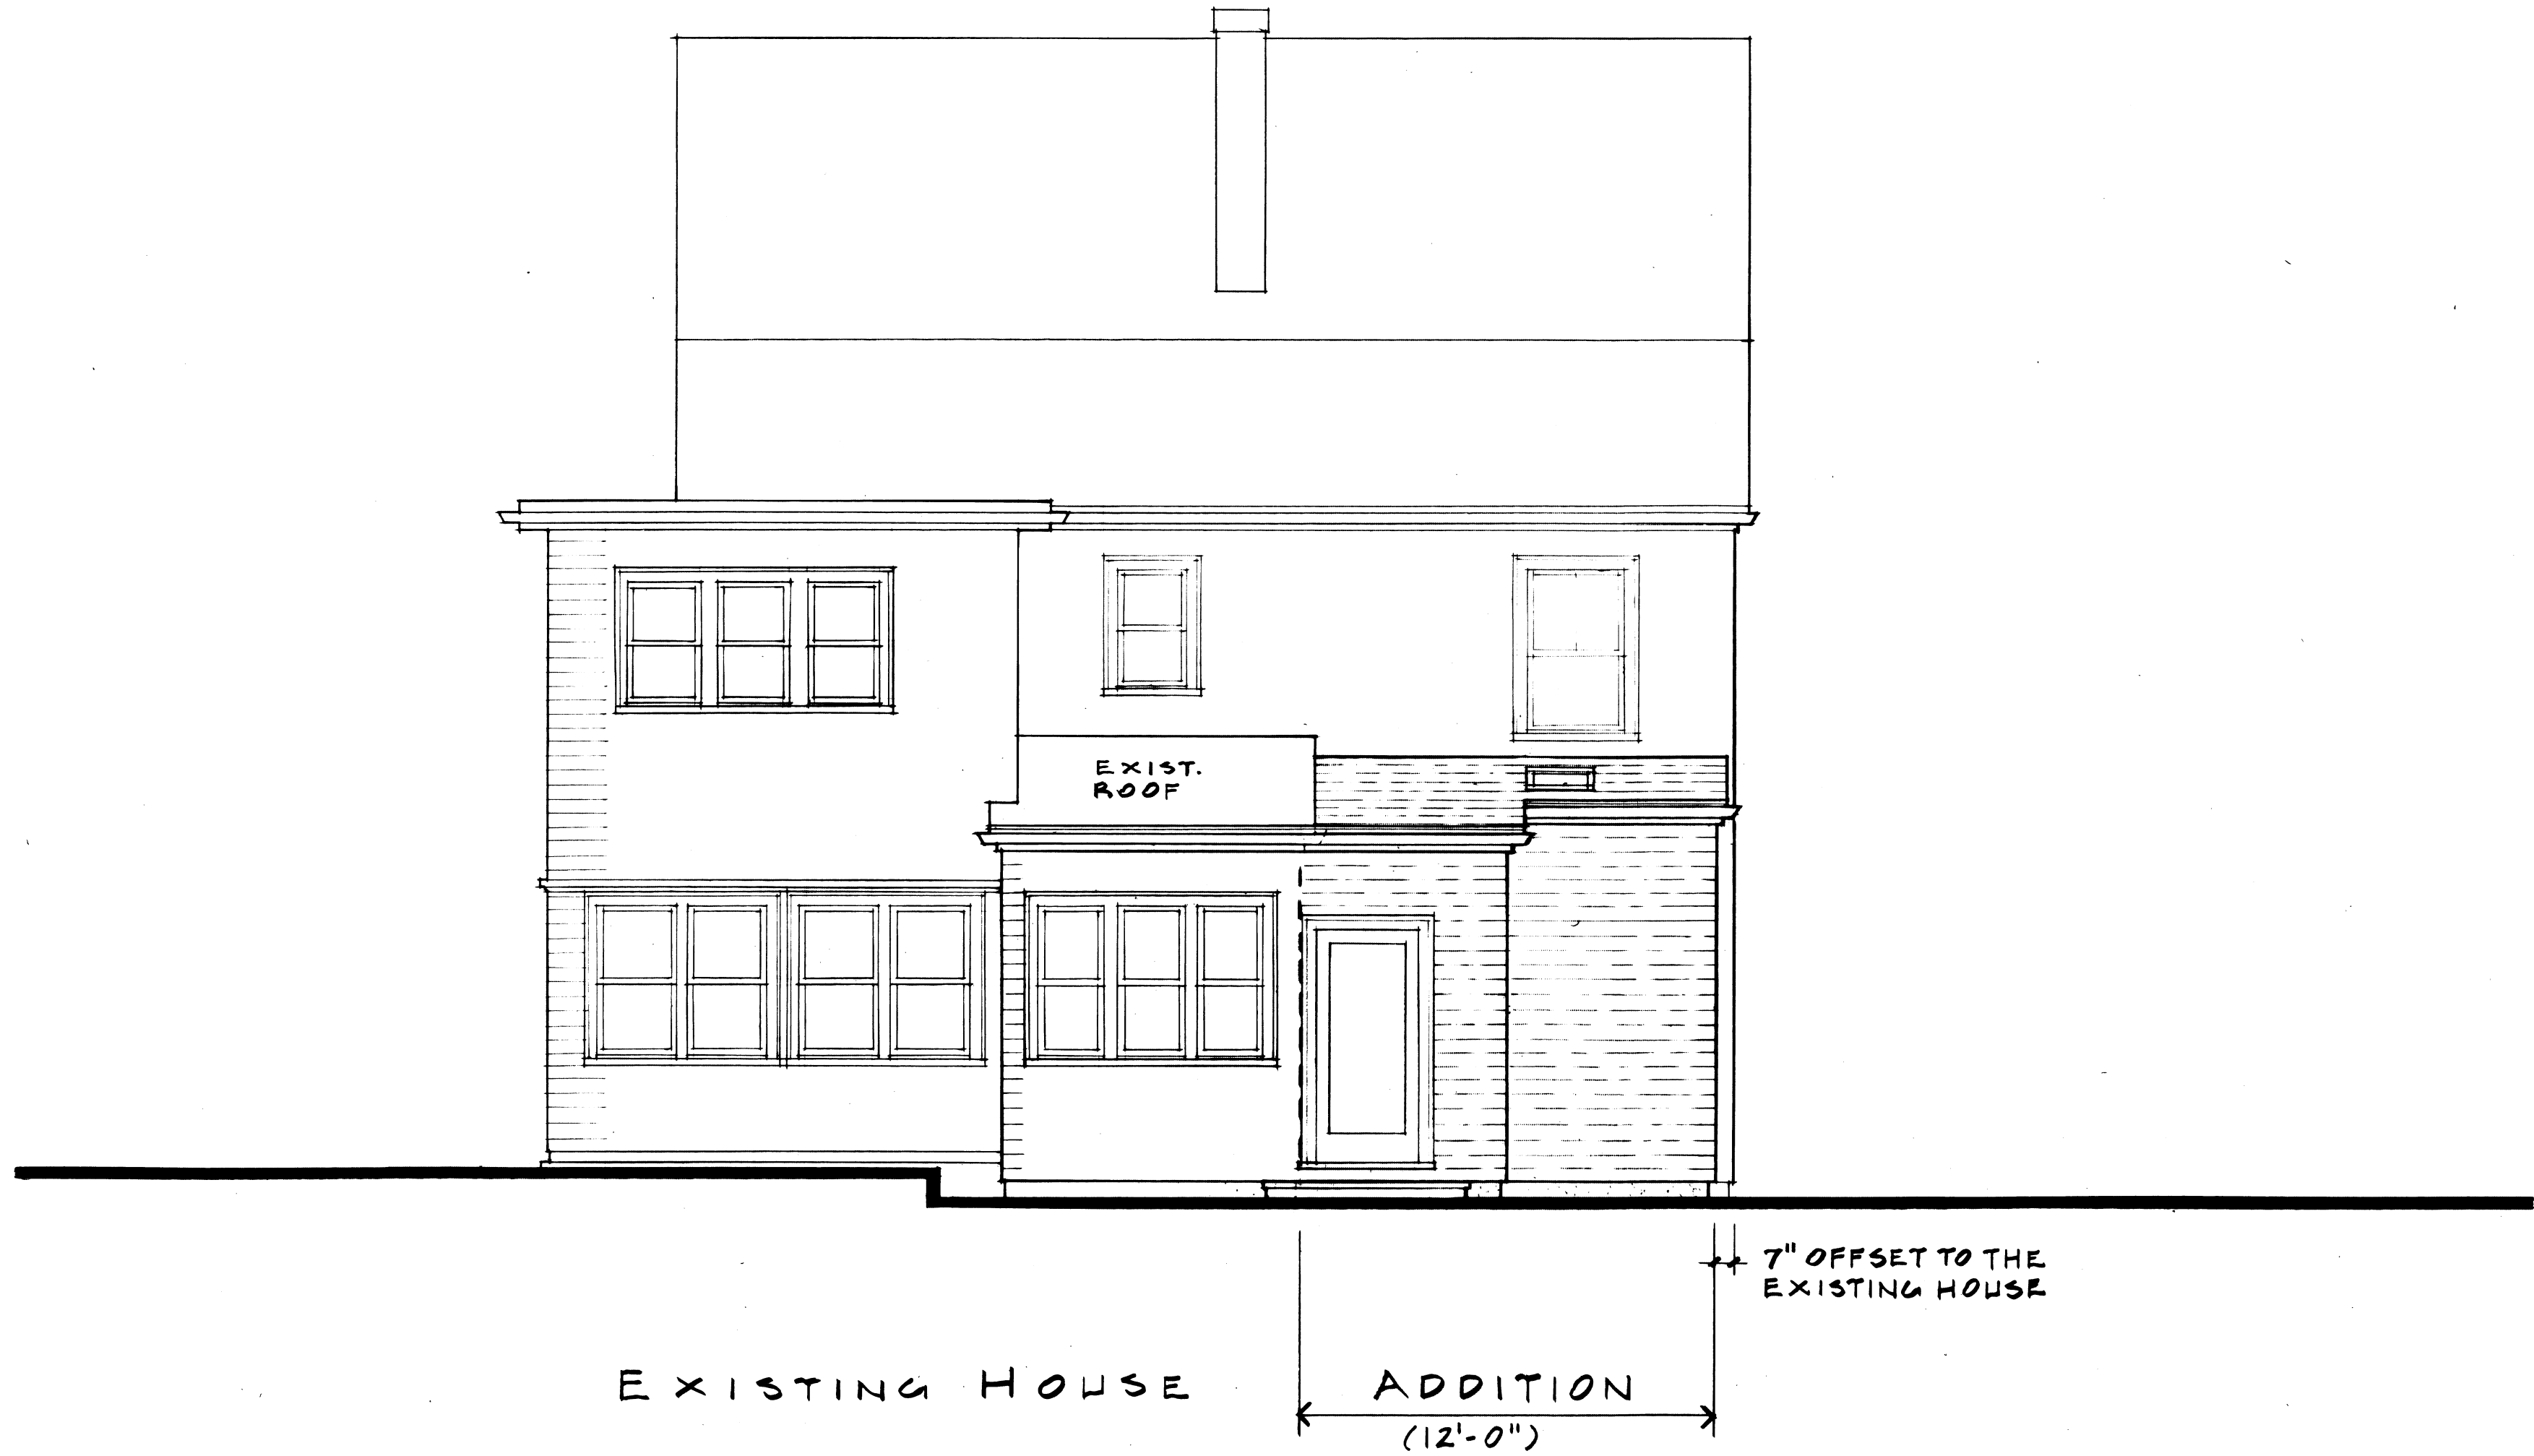 EXIST.
ROOF
7" OFFSET TO THE
EXISTING HOUSE
EXISTING HOUSE
ADDITION
(12'-0")